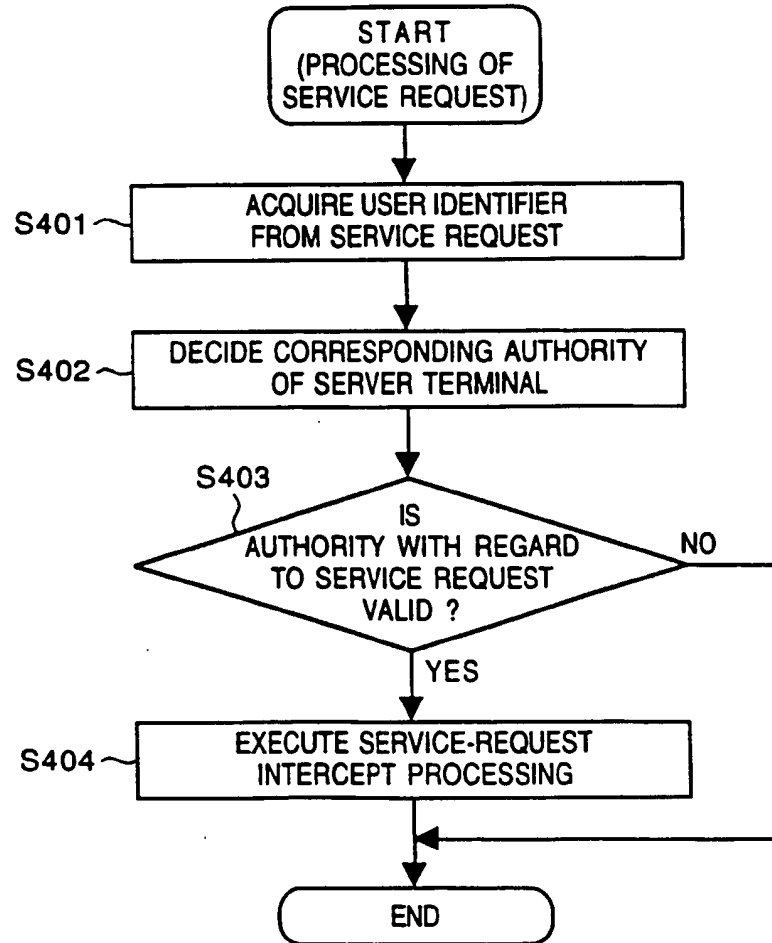 START
(PROCESSING OF
SERVICE REQUEST)
S401
ACQUIRE USER IDENTIFIER
FROM SERVICE REQUEST
S402
DECIDE CORRESPONDING AUTHORITY
OF SERVER TERMINAL
S403
IS
AUTHORITY WITH REGARD
TO SERVICE REQUEST
VALID ?
NO
YES
S404
EXECUTE SERVICE-REQUEST
INTERCEPT PROCESSING
END